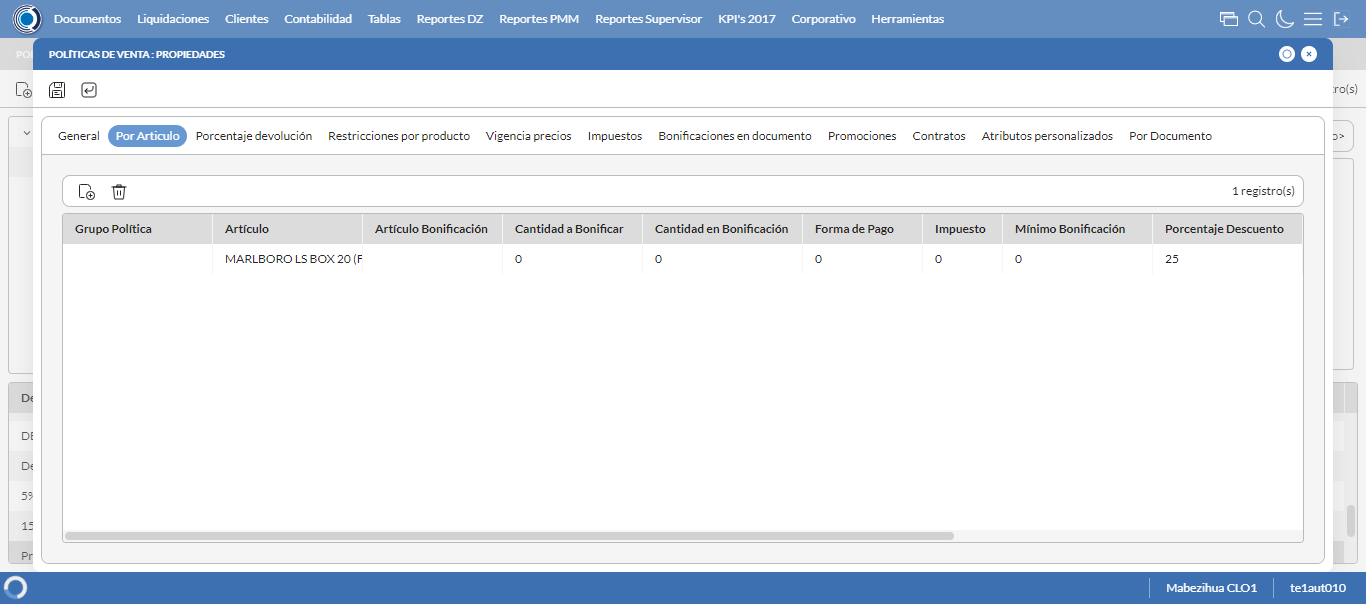 Documentos Liquidaciones Clientes Contabilidad Tablas Reportes DZ Reportes PMM Reportes Supervisor KPI's 2017 Corporativo Herramientas
POLÍTICAS DE VENTA : PROPIEDADES
ro(s)
General Por Articulo Porcentaje devolución Restricciones por producto Vigencia precios Impuestos Bonificaciones en documento Promociones Contratos Atributos personalizados Por Documento
1 registro(s)
Grupo Política Artículo Artículo Bonificación Cantidad a Bonificar Cantidad en Bonificación Forma de Pago Impuesto Mínimo Bonificación Porcentaje Descuento
MARLBORO LS BOX 20 (F 0 0 0 0 0 25
De
DE
De
5%
15
Pr
Mabezihua CLO1 te1aut010